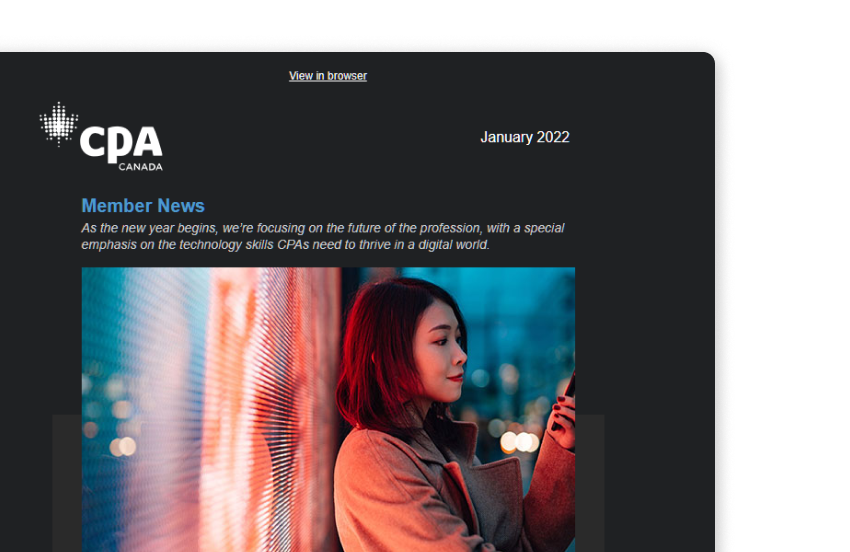 View in browser
CPA
CANADA
January 2022
Member News
As the new year begins, we're focusing on the future of the profession, with a special
emphasis on the technology skills CPAs need to thrive in a digital world.